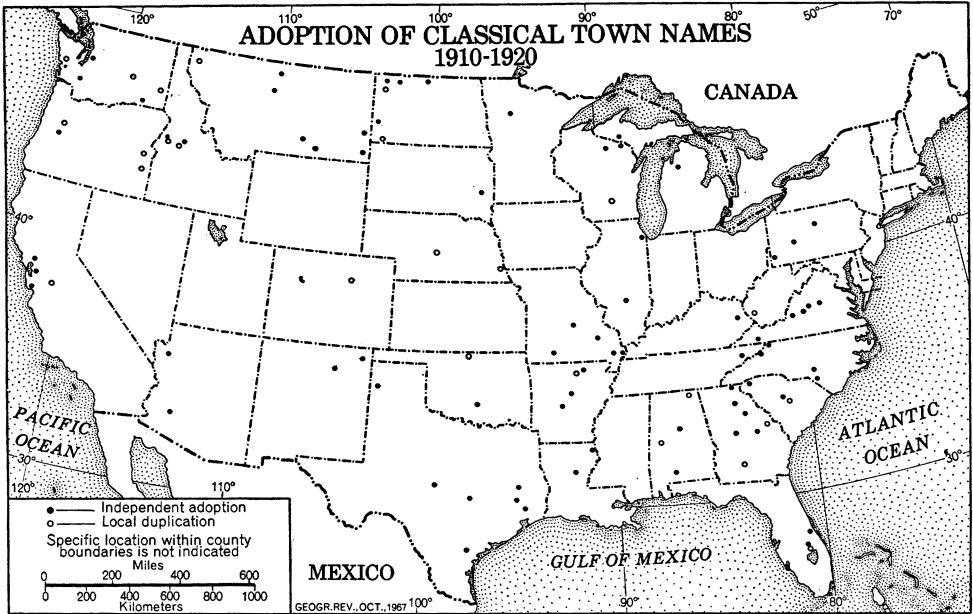 120°
110°
100°
90°
80°
50°
70°
ADOPTION OF CLASSICAL TOWN NAMES
1910-1920
CANADA
40°
40°
PACIFIC
OCEAN
30°
ATLANTIC
OCEAN
30°
120°
110°
Independent adoption
Local duplication
Specific location within county
boundaries is not indicated
Miles
0 200 400 600
0 200 400 600 800 1000
Kilometers
MEXICO
GULF OF MEXICO
GEOGR.REV.,OCT.,1967
100°
90°
80°